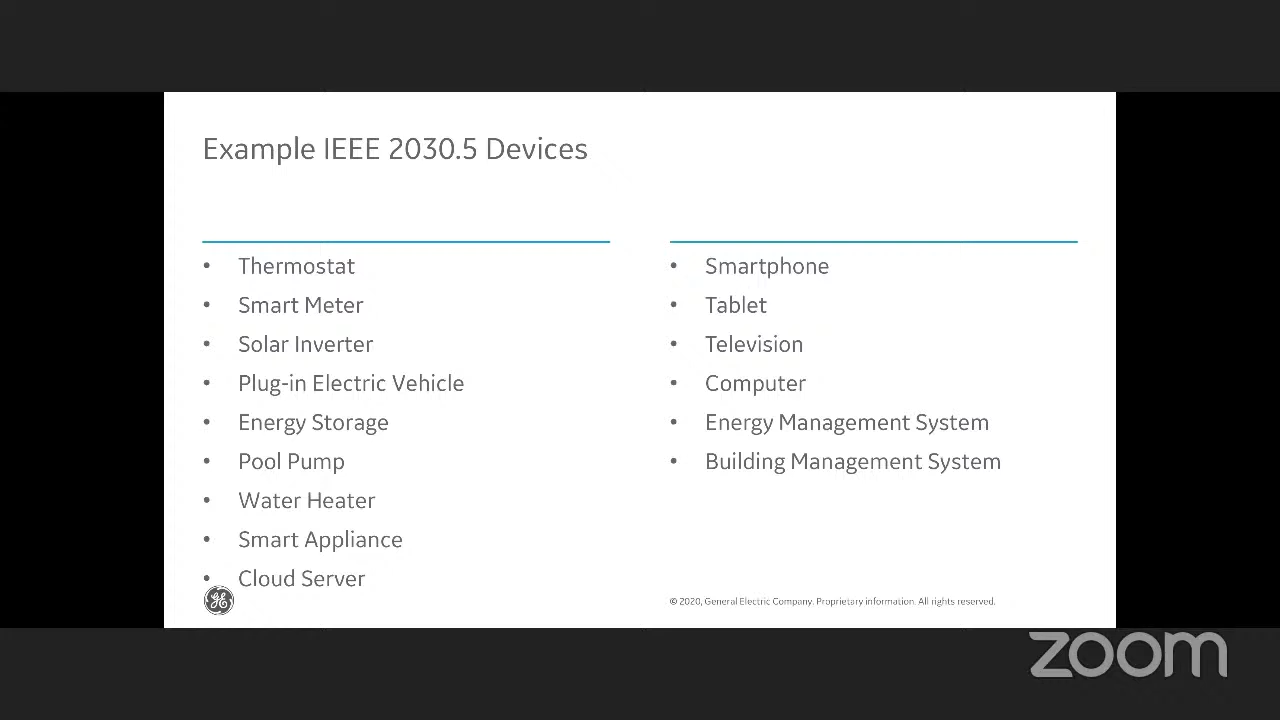 Example IEEE 2030.5 Devices
• Thermostat
• Smart Meter
• Solar Inverter
• Plug-in Electric Vehicle
• Energy Storage
• Pool Pump
• Water Heater
• Smart Appliance
• Cloud Server
• Smartphone
• Tablet
• Television
• Computer
• Energy Management System
• Building Management System
GE
© 2020, General Electric Company. Proprietary information. All rights reserved.
zoom